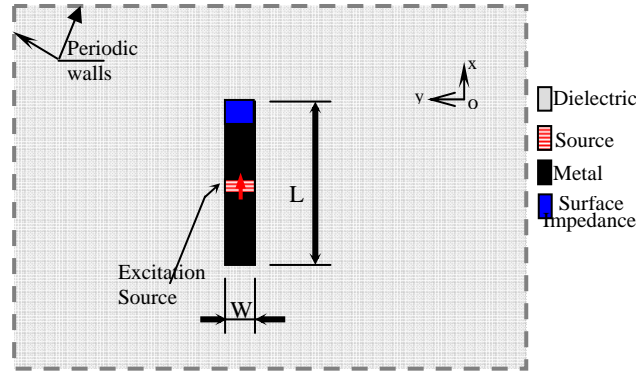 Periodic
walls
x
y
o
Dielectric
Source
Metal
Surface
Impedance
L
Excitation
Source
W